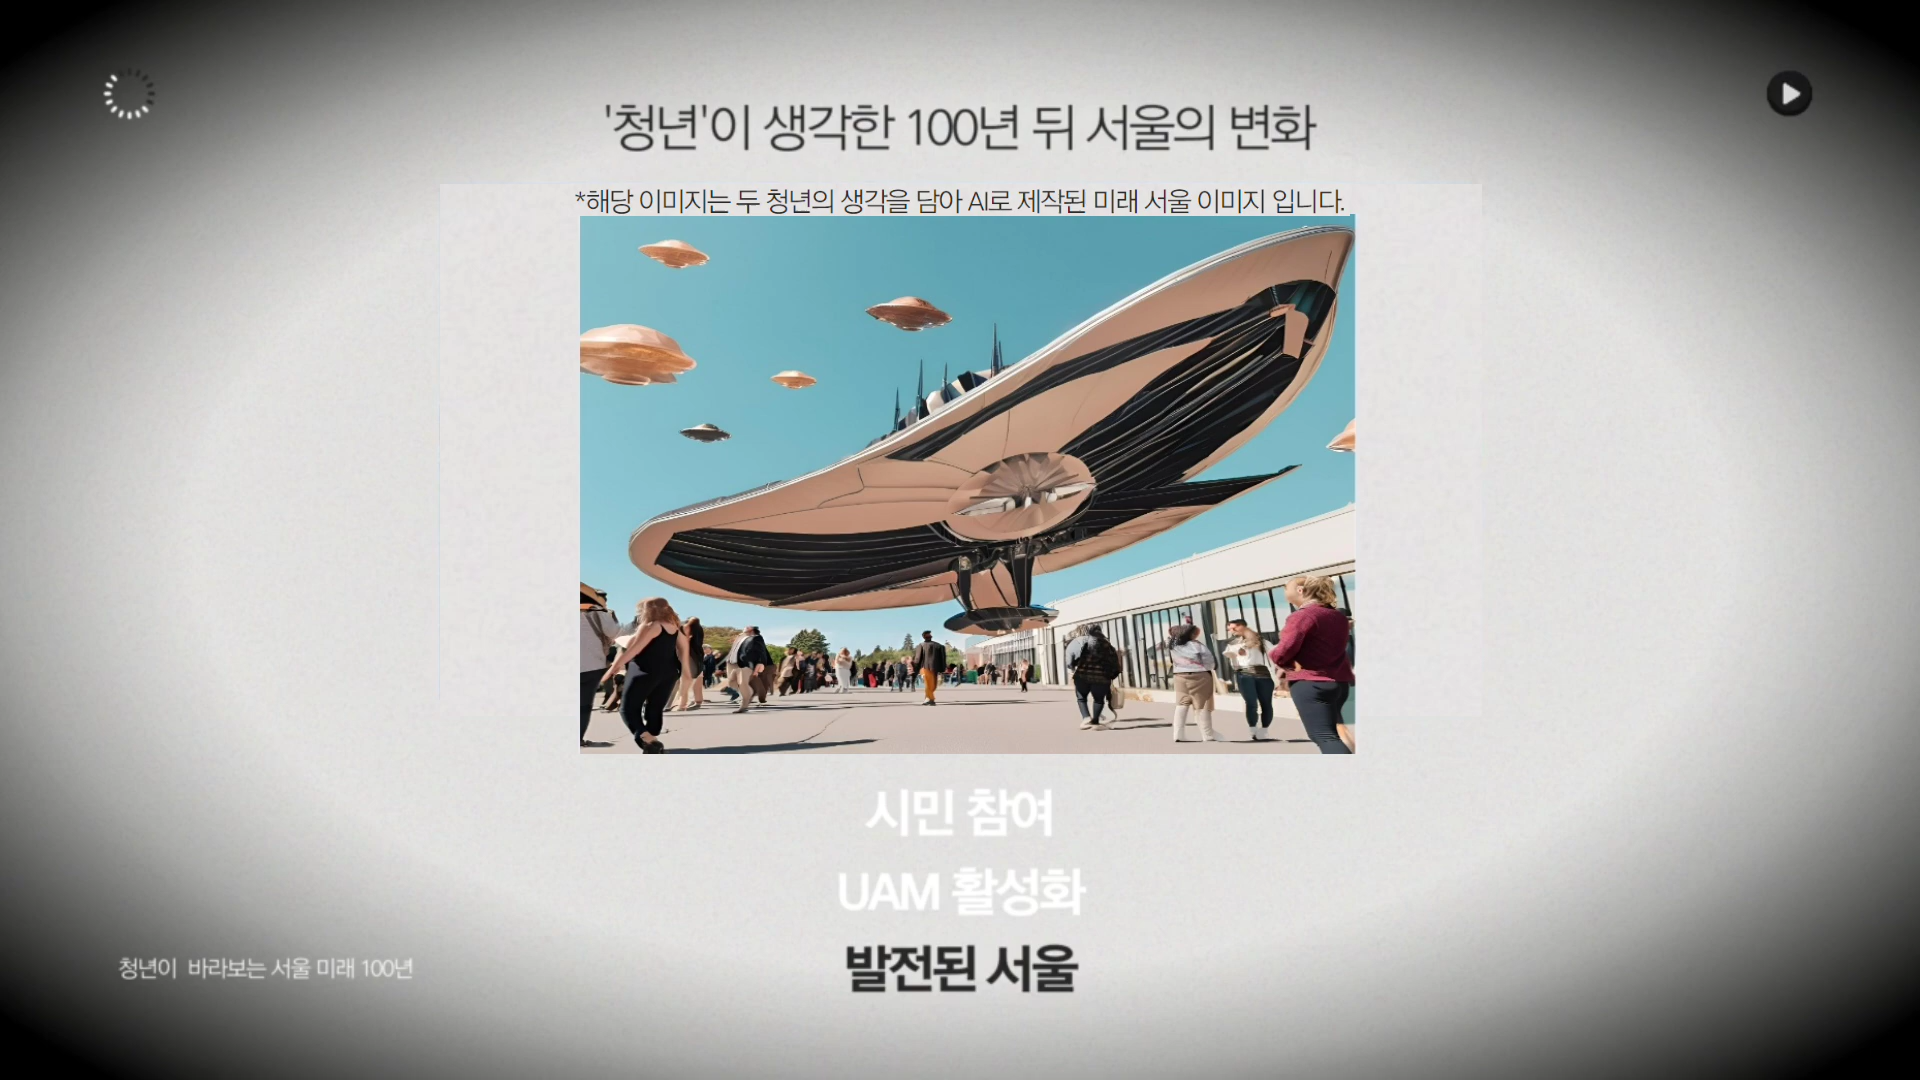 '청년'이 생각한 100년 뒤 서울의 변화
*해당 이미지는 두 청년의 생각을 담아 AI로 제작된 미래 서울 이미지 입니다.
시민 참여
UAM 활성화
발전된 서울
청년이 바라보는 서울 미래 100년